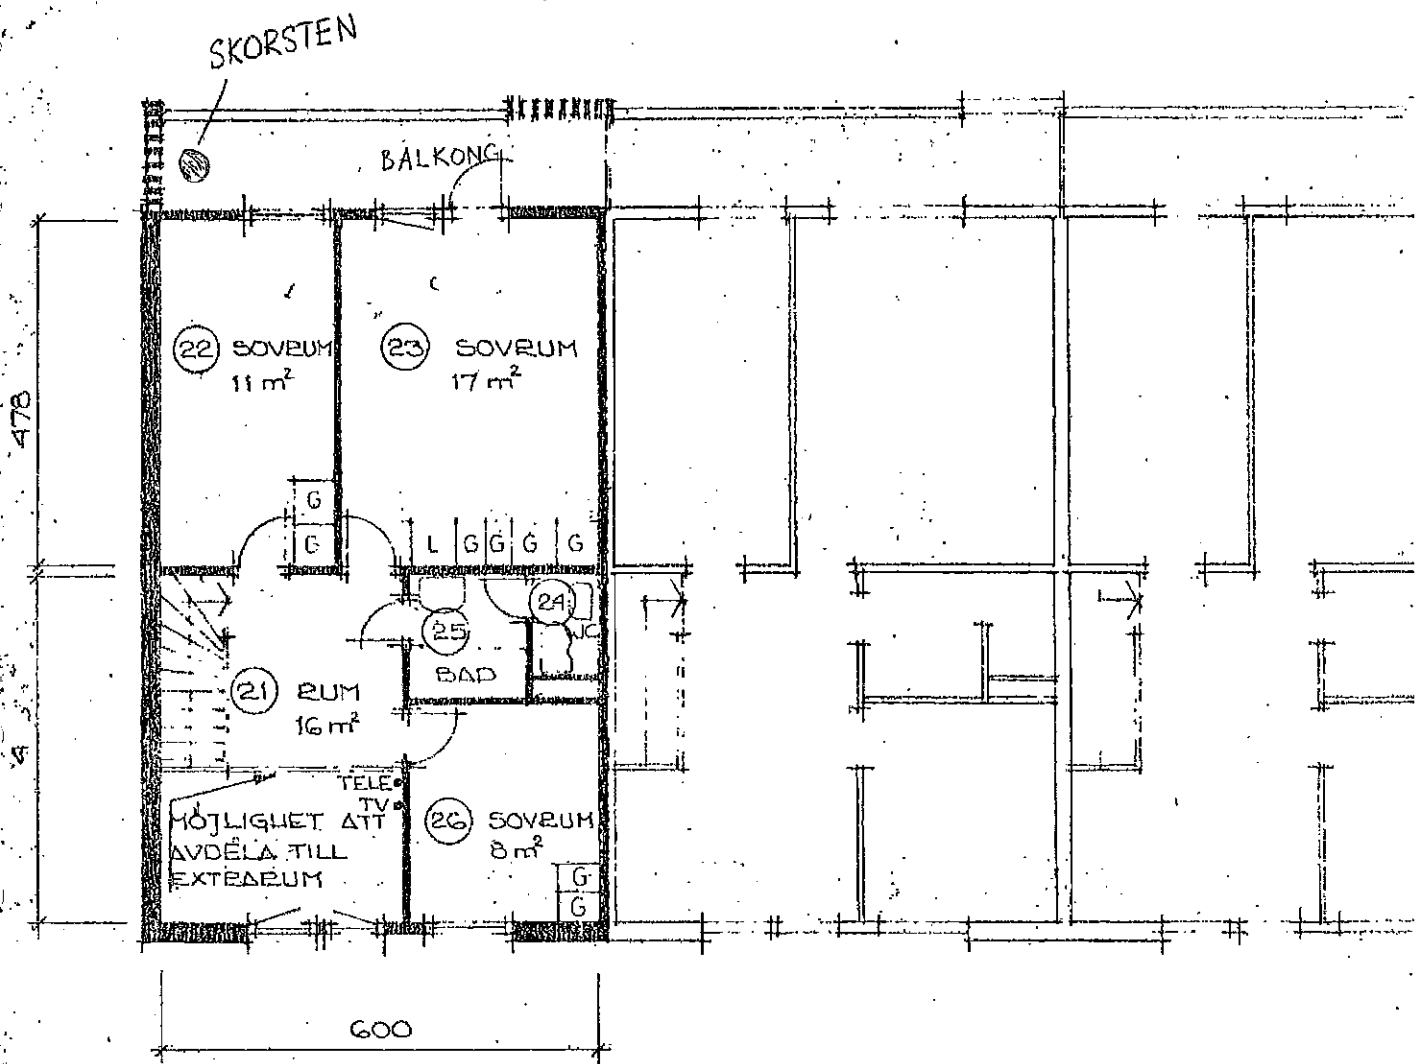 SKORSTEN
BALKONG
22 SOVRUM
11 m²
23 SOVRUM
17 m²
478
G
G
L G G G G
24
WC
25
BAD
21 RUM
16 m²
TELE
TV
MÖJLIGHET ATT
AVDELA TILL
EXTRARUM
26 SOVRUM
8 m²
G
G
600